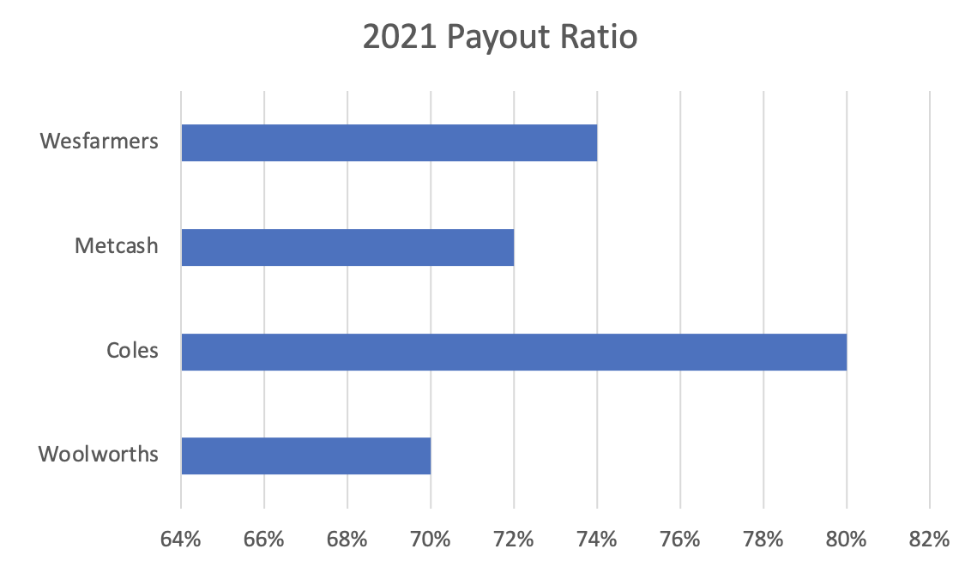 2021 Payout Ratio
Wesfarmers
Metcash
Coles
Woolworths
64% 66% 68% 70% 72% 74% 76% 78% 80% 82%